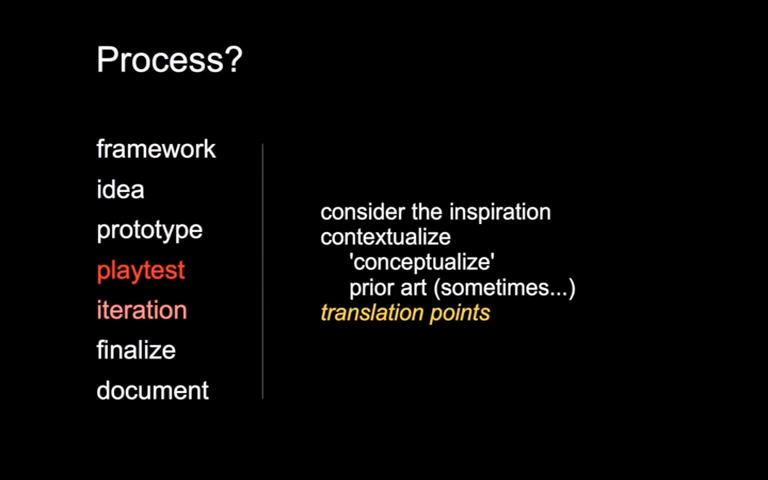 Process?
framework
idea
prototype
playtest
iteration
finalize
document
consider the inspiration
contextualize
'conceptualize'
prior art (sometimes...)
translation points